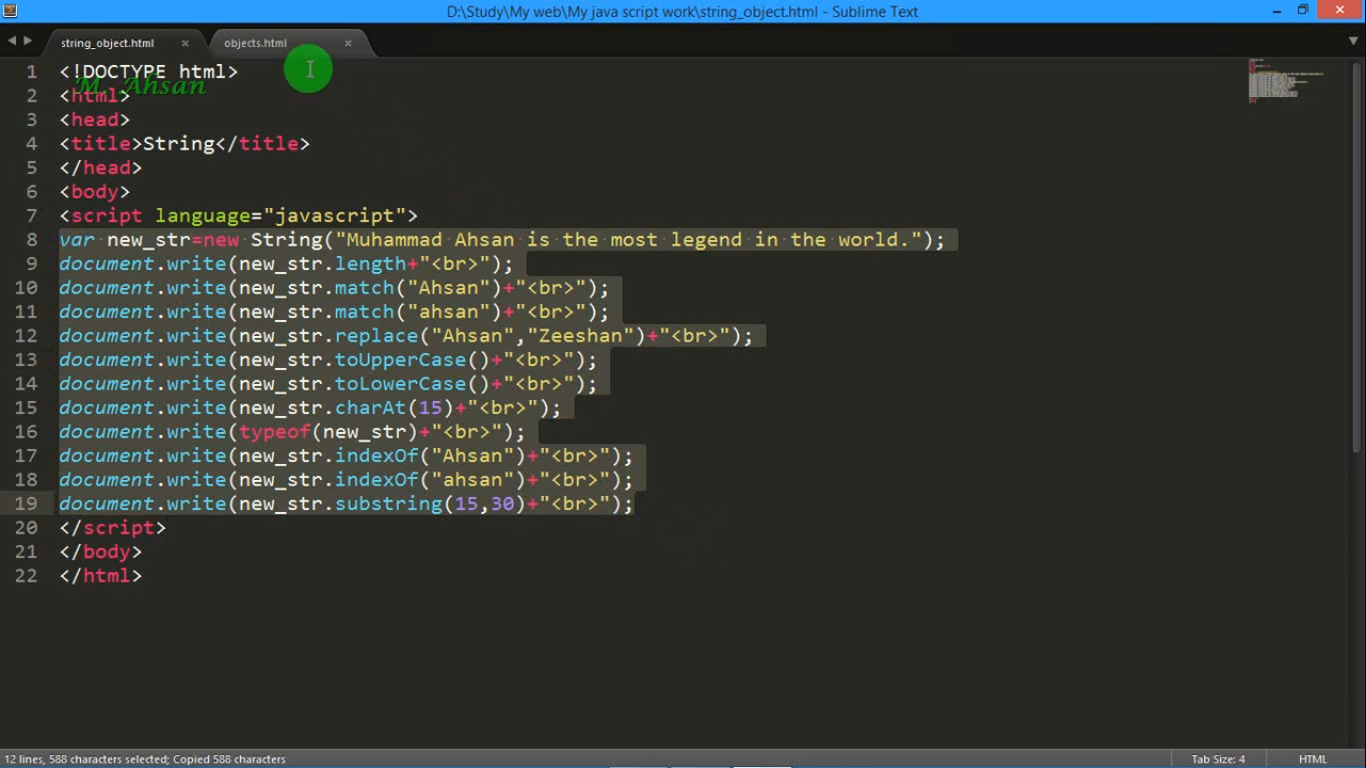 D:\Study\My web\My java script work\string_object.html - Sublime Text
string_object.html × objects.html ×
1 <!DOCTYPE html>
M. Ahsan
2 <html>
3 <head>
4 <title>String</title>
5 </head>
6 <body>
7 <script language="javascript">
8 var new_str=new String("Muhammad Ahsan is the most legend in the world.");
9 document.write(new_str.length+"<br>");
10 document.write(new_str.match("Ahsan")+"<br>");
11 document.write(new_str.match("ahsan")+"<br>");
12 document.write(new_str.replace("Ahsan","Zeeshan")+"<br>");
13 document.write(new_str.toUpperCase()+"<br>");
14 document.write(new_str.toLowerCase()+"<br>");
15 document.write(new_str.charAt(15)+"<br>");
16 document.write(typeof(new_str)+"<br>");
17 document.write(new_str.indexOf("Ahsan")+"<br>");
18 document.write(new_str.indexOf("ahsan")+"<br>");
19 document.write(new_str.substring(15,30)+"<br>");
20 </script>
21 </body>
22 </html>
12 lines, 588 characters selected; Copied 588 characters Tab Size: 4 HTML